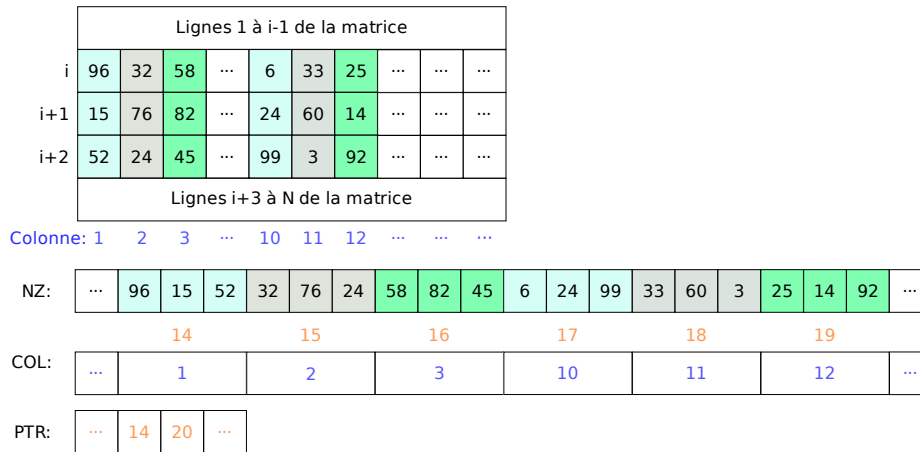 Lignes 1 à i-1 de la matrice
i 96 32 58 ... 6 33 25 ... ... ...
i+1 15 76 82 ... 24 60 14 ... ... ...
i+2 52 24 45 ... 99 3 92 ... ... ...
Lignes i+3 à N de la matrice
Colonne: 1 2 3 ... 10 11 12 ... ... ...
NZ: ... 96 15 52 32 76 24 58 82 45 6 24 99 33 60 3 25 14 92 ...
14 15 16 17 18 19
COL: ... 1 2 3 10 11 12 ...
PTR: ... 14 20 ...